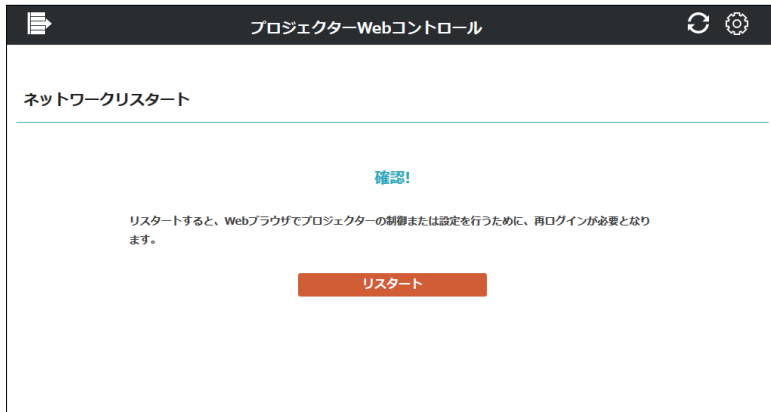 プロジェクターWebコントロール
ネットワークリスタート
確認!
リスタートすると、Webブラウザでプロジェクターの制御または設定を行うために、再ログインが必要となり
ます。
リスタート